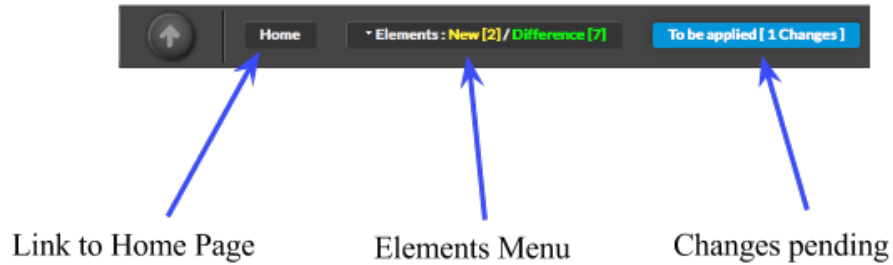 Home
Elements : New [2] / Difference [7]
To be applied [ 1 Changes ]
Link to Home Page
Elements Menu
Changes pending